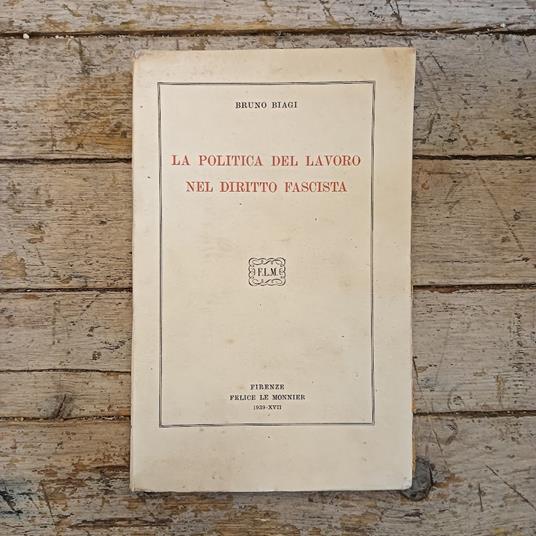 BRUNO BIAGI
LA POLITICA DEL LAVORO
NEL DIRITTO FASCISTA
F.L.M.
FIRENZE
FELICE LE MONNIER
1939-XVII